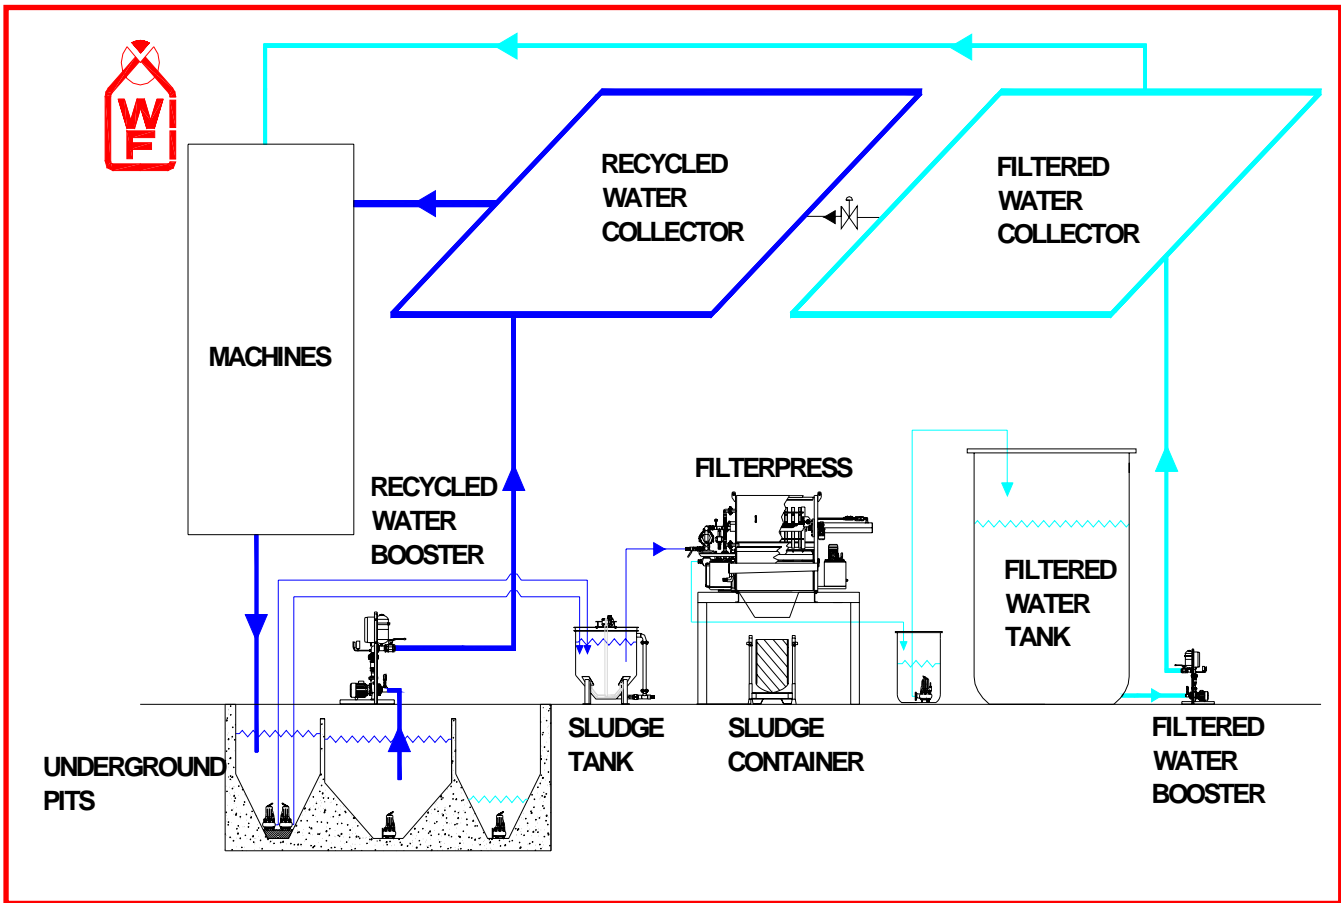 W
F
RECYCLED
WATER
COLLECTOR
FILTERED
WATER
COLLECTOR
MACHINES
RECYCLED
WATER
BOOSTER
FILTERPRESS
FILTERED
WATER
TANK
UNDERGROUND
PITS
SLUDGE
TANK
SLUDGE
CONTAINER
FILTERED
WATER
BOOSTER